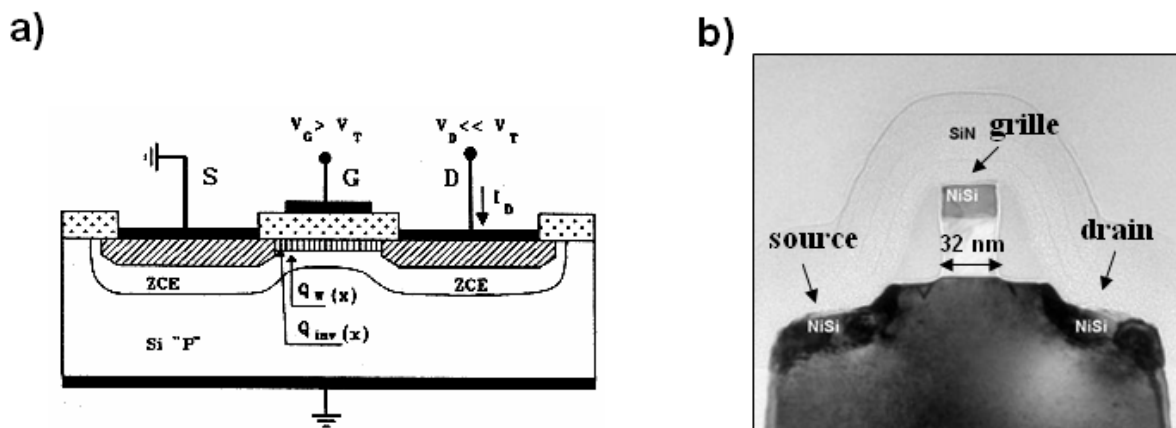 a)
V_G > V_T
V_D << V_T
S
G
D
I_D
ZCE
ZCE
Q_W (x)
Q_inv (x)
Si "P"
b)
SiN
grille
NiSi
source
32 nm
drain
NiSi
NiSi